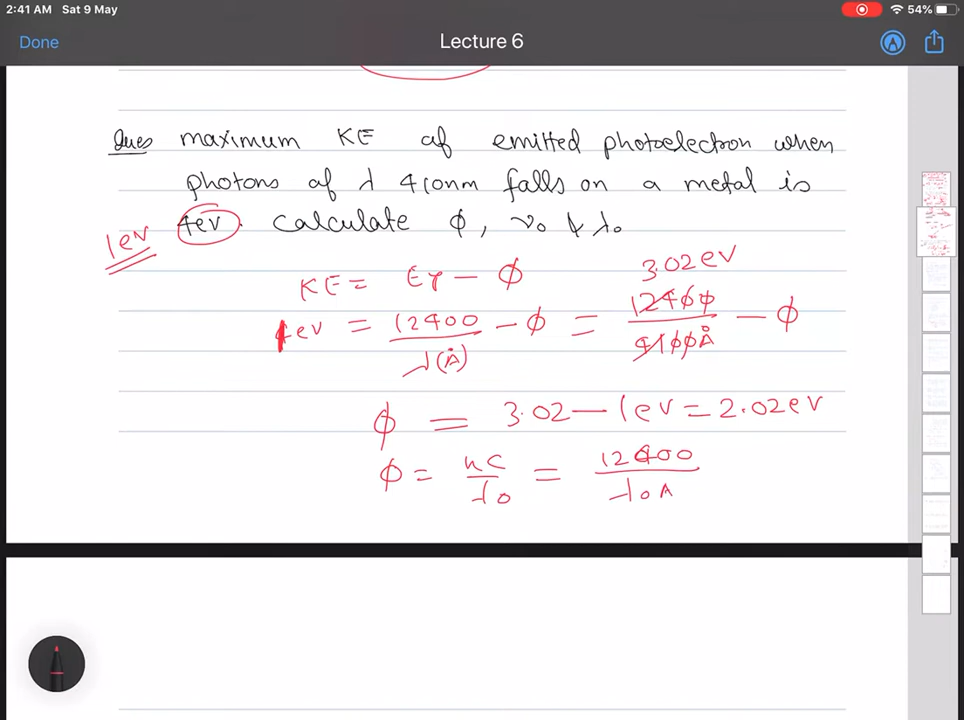 2:41 AM Sat 9 May 54%
Done Lecture 6
Ques maximum KE of emitted photoelectron when
photons of λ 410nm falls on a metal is
4ev. calculate ϕ, ν₀ & λ₀
1ev
KE = Eγ − ϕ 3.02eV
1ev = 12400/λ(Å) − ϕ = 12400/4100Å − ϕ
ϕ = 3.02 − 1ev = 2.02ev
ϕ = hc/λ₀ = 12400/λ₀A